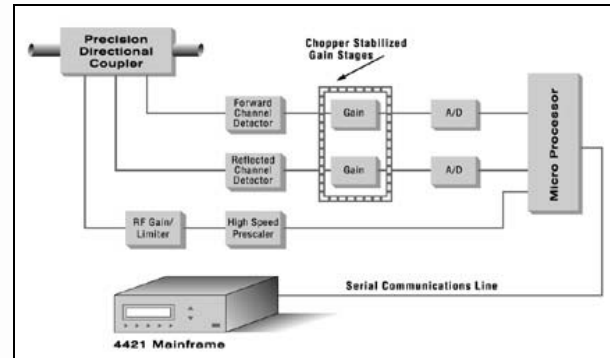 Precision
Directional
Coupler
Chopper Stabilized
Gain Stages
Forward
Channel
Detector
Gain
A/D
Reflected
Channel
Detector
Gain
A/D
Micro Processor
RF Gain/
Limiter
High Speed
Prescaler
Serial Communications Line
4421 Mainframe